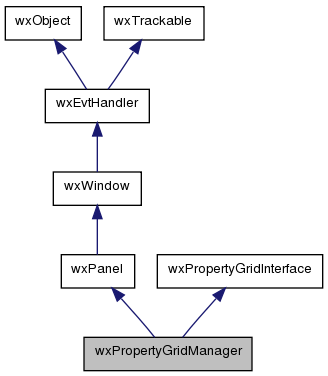 wxObject
wxTrackable
wxEvtHandler
wxWindow
wxPanel
wxPropertyGridInterface
wxPropertyGridManager